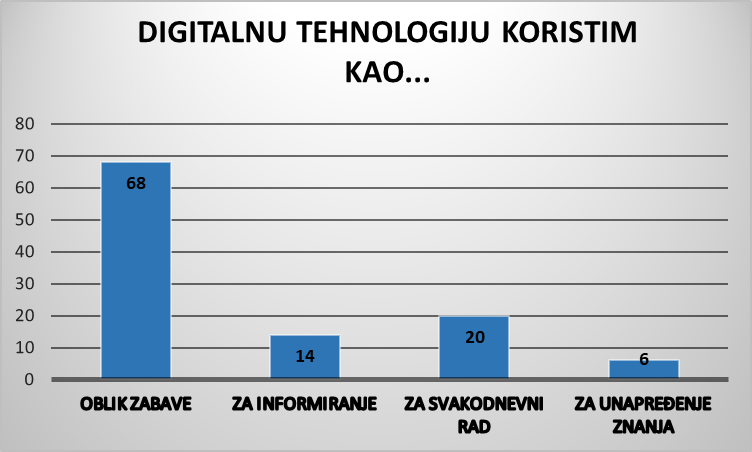 DIGITALNU TEHNOLOGIJU KORISTIM
KAO...
80
70
60
50
40
30
20
10
0
68
14
20
6
OBLIK ZABAVE
ZA INFORMIRANJE
ZA SVAKODNEVNI
RAD
ZA UNAPREĐENJE
ZNANJA